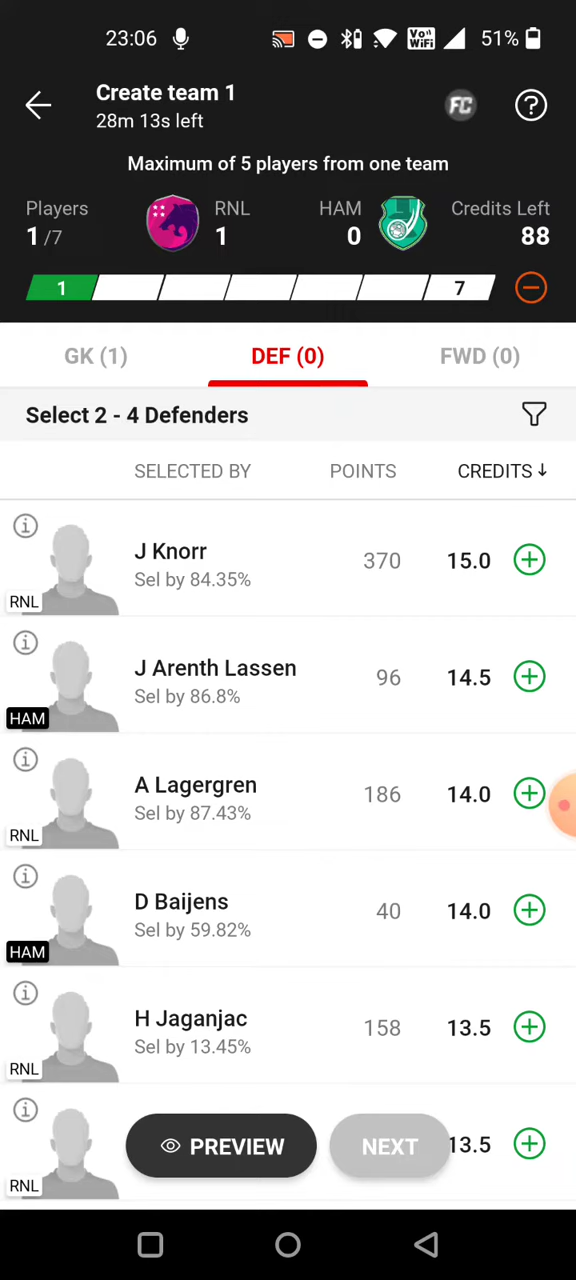 23:06
Vo)) WiFi
51%
Create team 1
28m 13s left
FC
?
Maximum of 5 players from one team
Players
1 /7
RNL
1
HAM
0
Credits Left
88
1
7
GK (1)
DEF (0)
FWD (0)
Select 2 - 4 Defenders
SELECTED BY
POINTS
CREDITS↓
J Knorr
Sel by 84.35%
RNL
370
15.0
J Arenth Lassen
Sel by 86.8%
HAM
96
14.5
A Lagergren
Sel by 87.43%
RNL
186
14.0
D Baijens
Sel by 59.82%
HAM
40
14.0
H Jaganjac
Sel by 13.45%
RNL
158
13.5
RNL
13.5
PREVIEW
NEXT